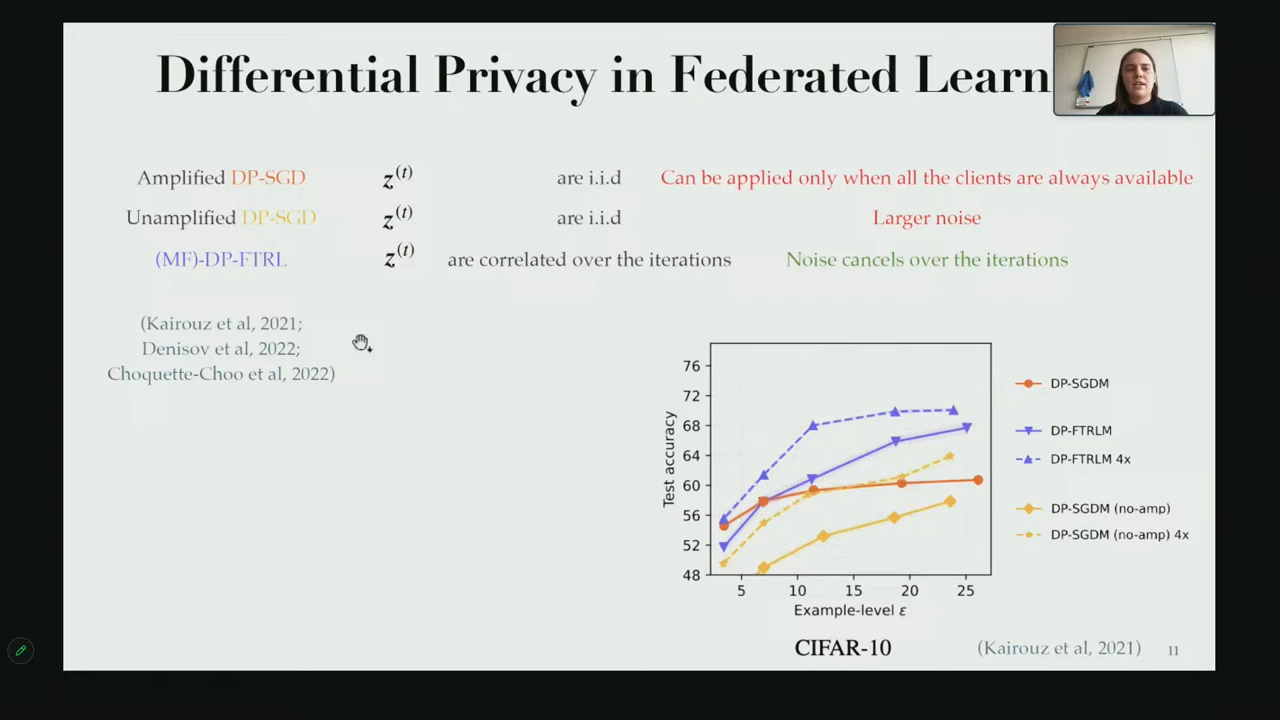 Differential Privacy in Federated Learn
Amplified DP-SGD z(t) are i.i.d Can be applied only when all the clients are always available
Unamplified DP-SGD z(t) are i.i.d Larger noise
(MF)-DP-FTRL z(t) are correlated over the iterations Noise cancels over the iterations
(Kairouz et al, 2021;
Denisov et al, 2022;
Choquette-Choo et al, 2022)
76
72
68
64
60
56
52
48
Test accuracy
5 10 15 20 25
Example-level ε
DP-SGDM
DP-FTRLM
DP-FTRLM 4x
DP-SGDM (no-amp)
DP-SGDM (no-amp) 4x
CIFAR-10
(Kairouz et al, 2021)
11